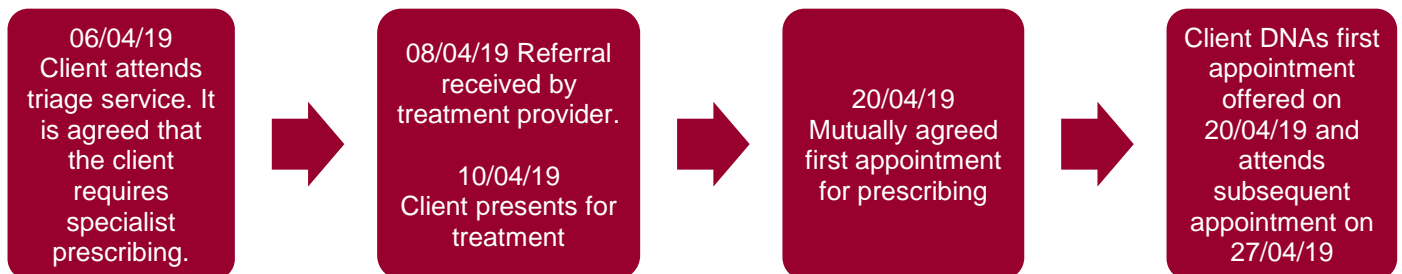 06/04/19
Client attends
triage service. It
is agreed that
the client
requires
specialist
prescribing.
08/04/19 Referral
received by
treatment provider.
10/04/19
Client presents for
treatment
20/04/19
Mutually agreed
first appointment
for prescribing
Client DNAs first
appointment
offered on
20/04/19 and
attends
subsequent
appointment on
27/04/19